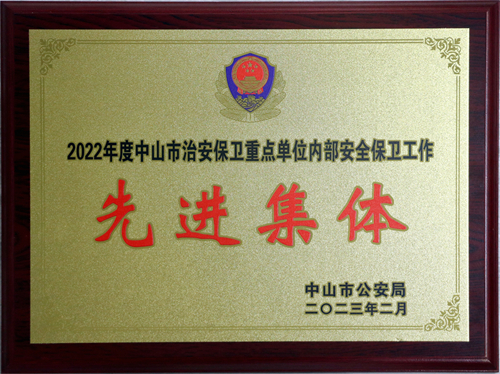 2022年度中山市治安保卫重点单位内部安全保卫工作
先进集体
中山市公安局
二〇二三年二月